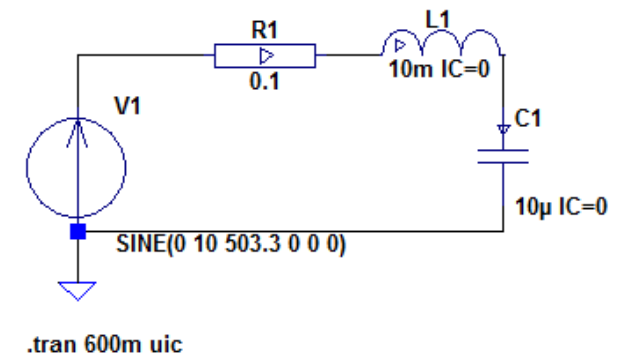 R1
0.1
L1
10m IC=0
V1
C1
10µ IC=0
SINE(0 10 503.3 0 0 0)
.tran 600m uic